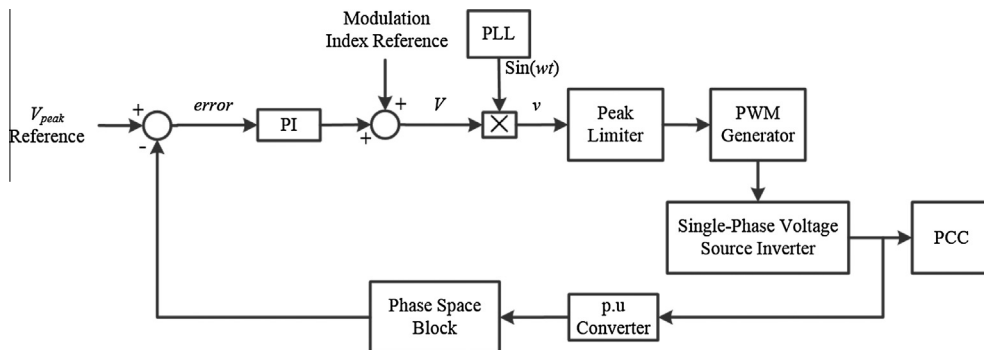 Modulation
Index Reference
PLL
Sin(wt)
Vpeak
Reference
+
-
error
PI
+
+
V
×
v
Peak
Limiter
PWM
Generator
Single-Phase Voltage
Source Inverter
PCC
Phase Space
Block
p.u
Converter